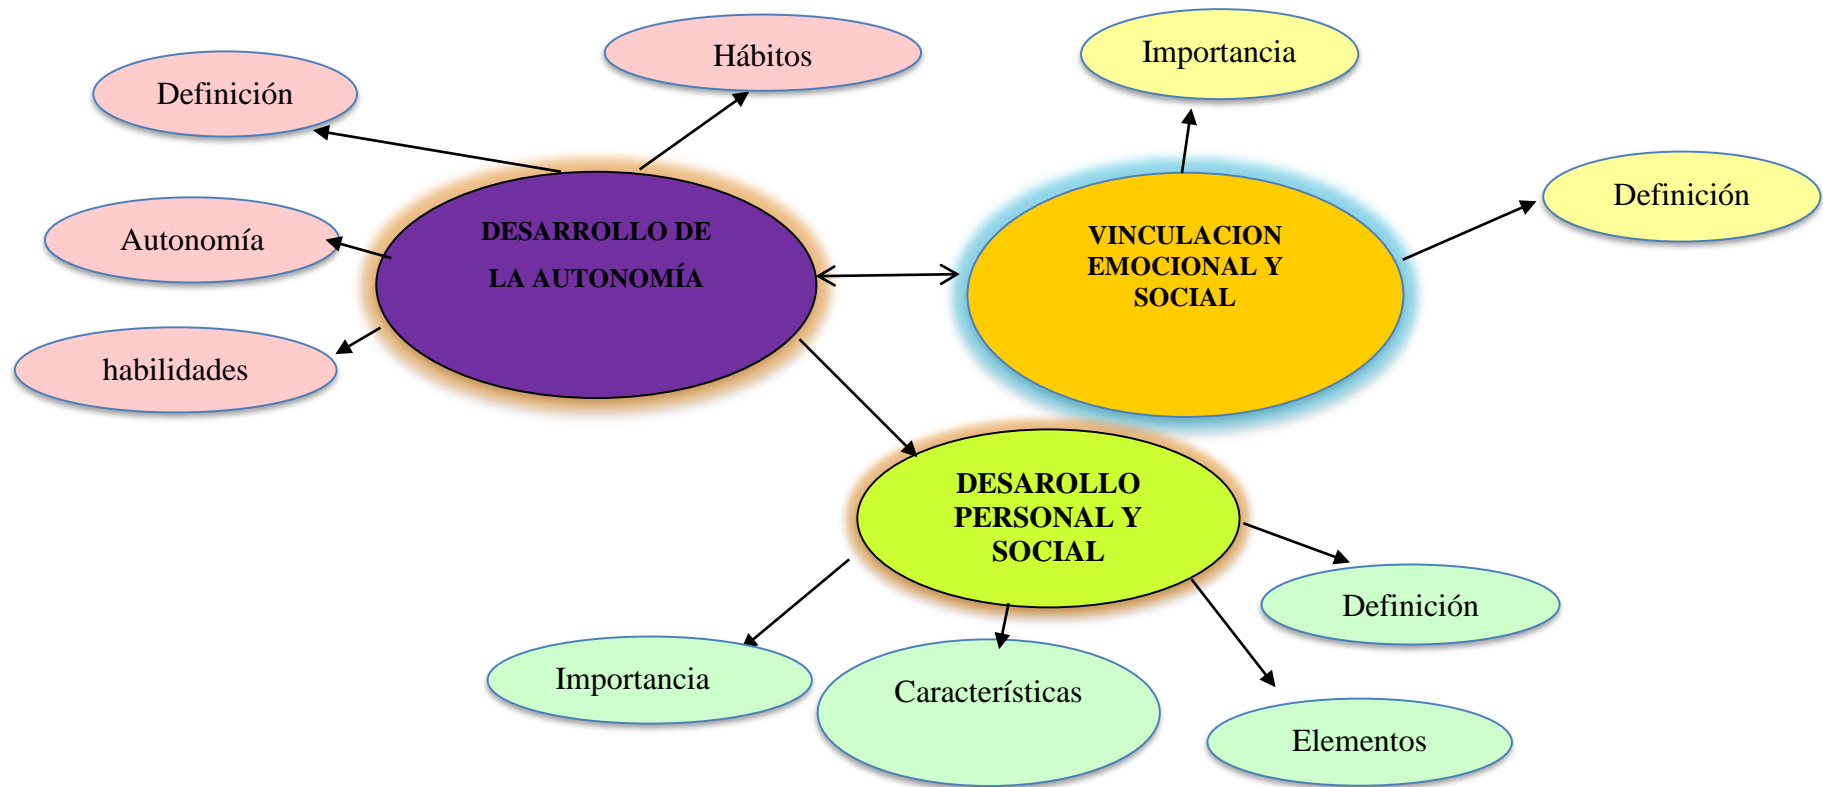 Hábitos
Importancia
Definición
Definición
Autonomía
DESARROLLO DE
LA AUTONOMÍA
VINCULACION
EMOCIONAL Y
SOCIAL
habilidades
DESAROLLO
PERSONAL Y
SOCIAL
Definición
Importancia
Características
Elementos